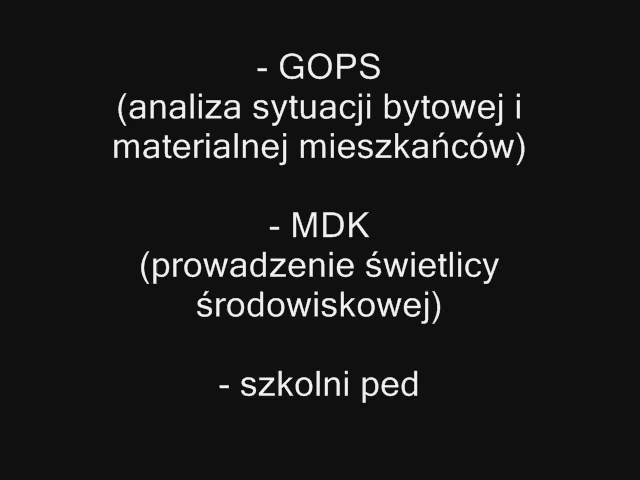 - GOPS
(analiza sytuacji bytowej i
materialnej mieszkańców)
- MDK
(prowadzenie świetlicy
środowiskowej)
- szkolni ped